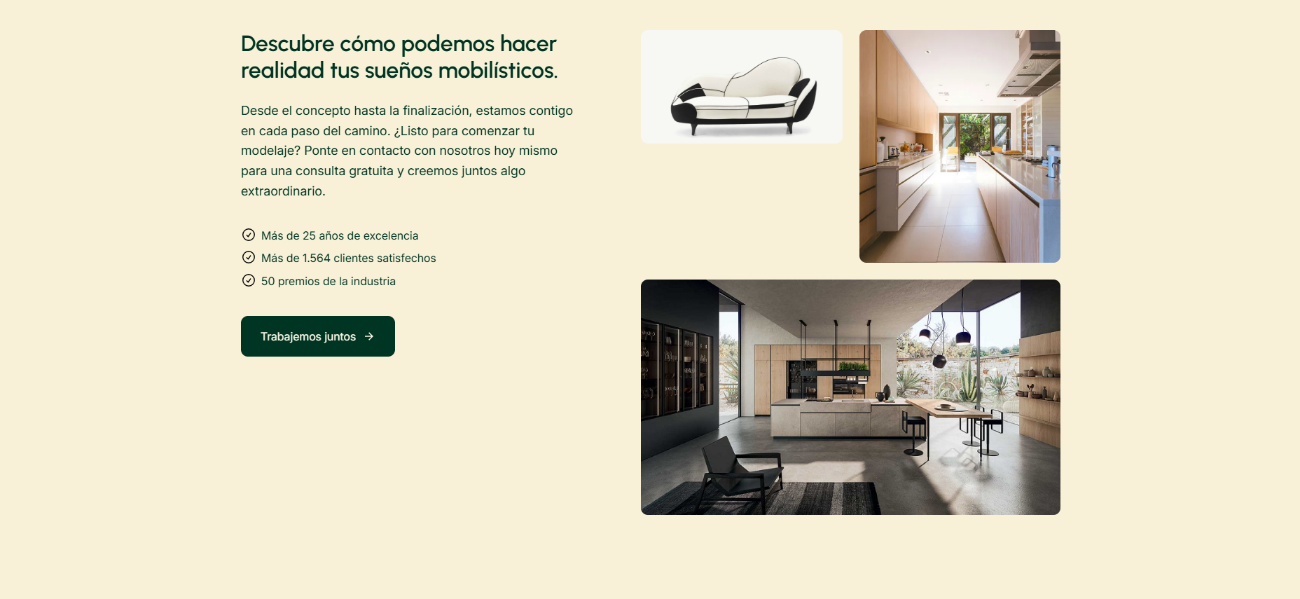 Descubre cómo podemos hacer
realidad tus sueños mobilísticos.
Desde el concepto hasta la finalización, estamos contigo
en cada paso del camino. ¿Listo para comenzar tu
modelaje? Ponte en contacto con nosotros hoy mismo
para una consulta gratuita y creemos juntos algo
extraordinario.
Más de 25 años de excelencia
Más de 1.564 clientes satisfechos
50 premios de la industria
Trabajemos juntos →